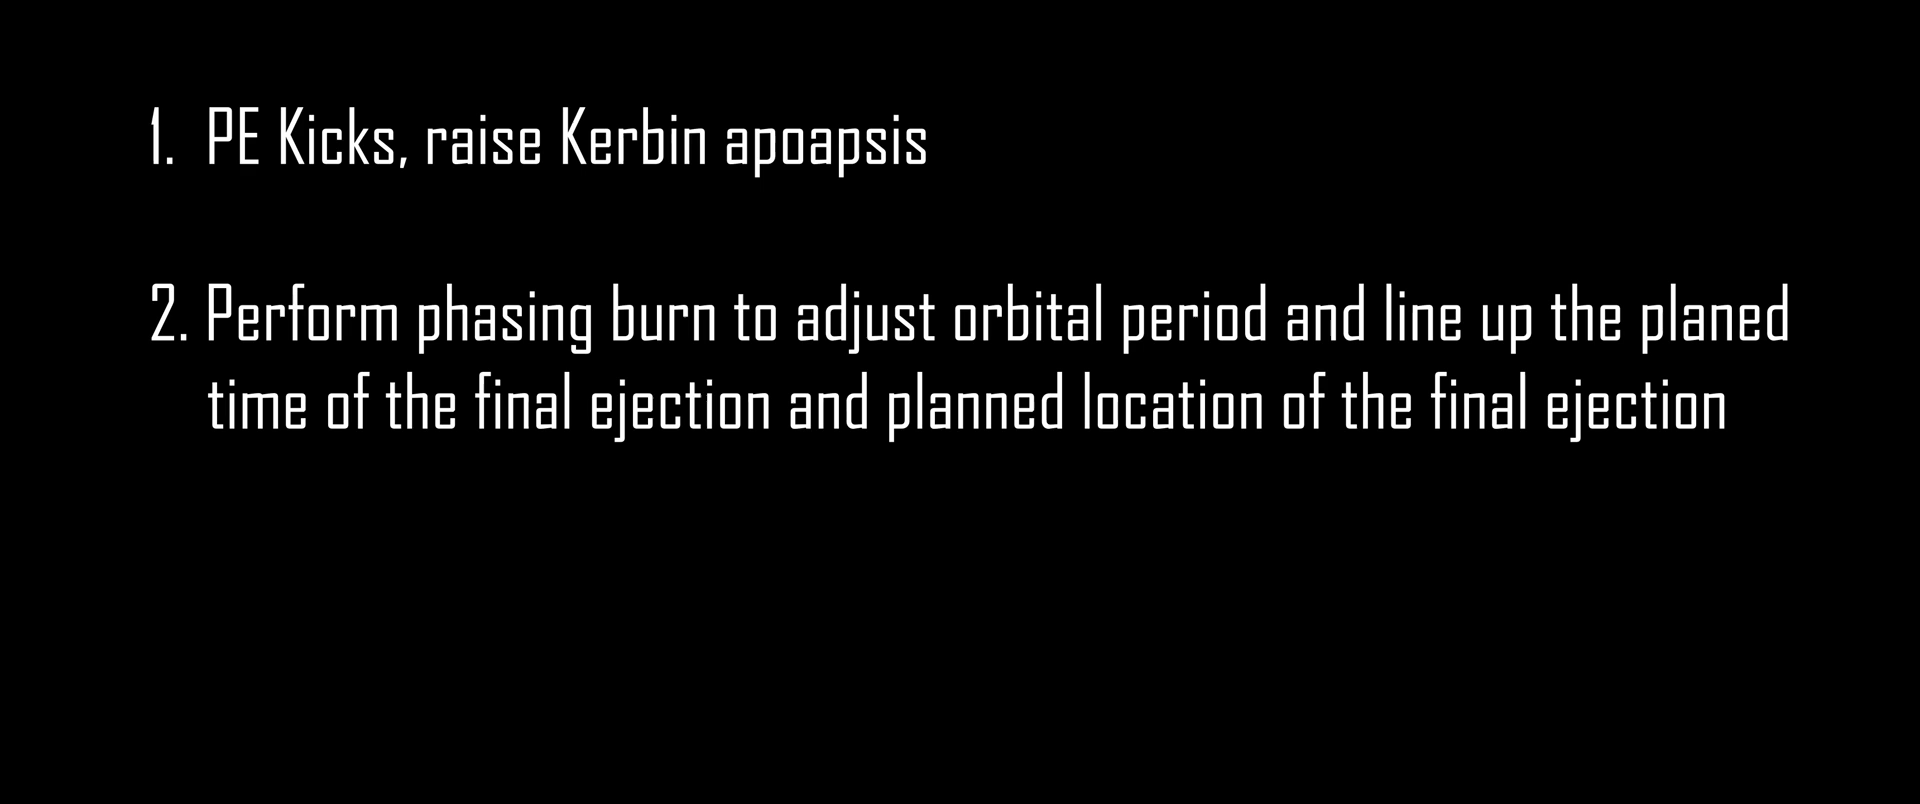 1. PE Kicks, raise Kerbin apoapsis
2. Perform phasing burn to adjust orbital period and line up the planed
time of the final ejection and planned location of the final ejection